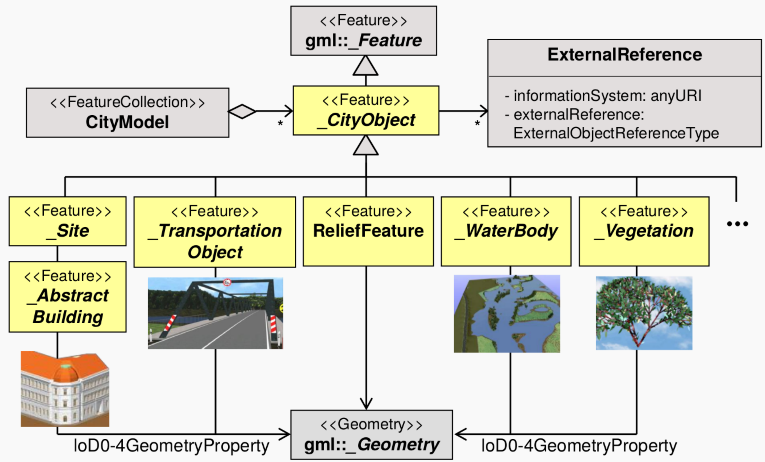 <<Feature>>
gml::_Feature
ExternalReference
- informationSystem: anyURI
- externalReference:
ExternalObjectReferenceType
<<FeatureCollection>>
CityModel
*
<<Feature>>
_CityObject
*
<<Feature>>
_Site
<<Feature>>
_Transportation
Object
<<Feature>>
ReliefFeature
<<Feature>>
_WaterBody
<<Feature>>
_Vegetation
...
<<Feature>>
_Abstract
Building
<<Geometry>>
gml::_Geometry
loD0-4GeometryProperty
loD0-4GeometryProperty